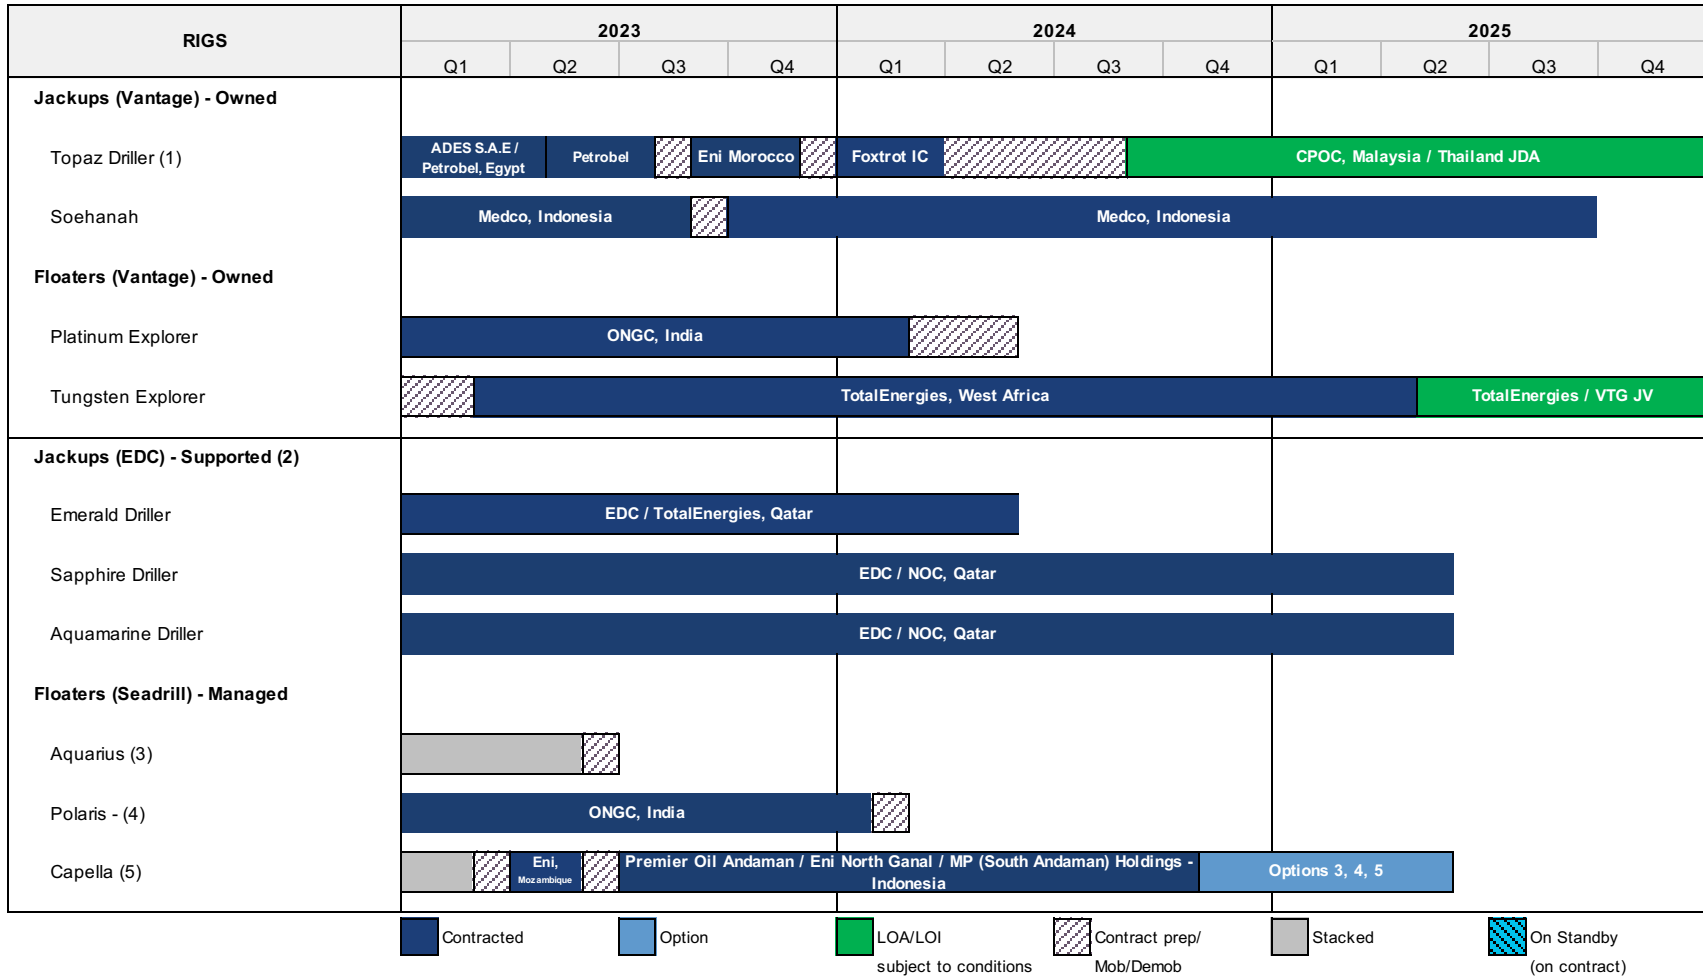 RIGS
2023
2024
2025
Q1 Q2 Q3 Q4 Q1 Q2 Q3 Q4 Q1 Q2 Q3 Q4
Jackups (Vantage) - Owned
Topaz Driller (1)
ADES S.A.E /
Petrobel, Egypt
Petrobel
Eni Morocco
Foxtrot IC
CPOC, Malaysia / Thailand JDA
Soehanah
Medco, Indonesia
Medco, Indonesia
Floaters (Vantage) - Owned
Platinum Explorer
ONGC, India
Tungsten Explorer
TotalEnergies, West Africa
TotalEnergies / VTG JV
Jackups (EDC) - Supported (2)
Emerald Driller
EDC / TotalEnergies, Qatar
Sapphire Driller
EDC / NOC, Qatar
Aquamarine Driller
EDC / NOC, Qatar
Floaters (Seadrill) - Managed
Aquarius (3)
Polaris - (4)
ONGC, India
Capella (5)
Eni,
Mozambique
Premier Oil Andaman / Eni North Ganal / MP (South Andaman) Holdings -
Indonesia
Options 3, 4, 5
Contracted
Option
LOA/LOI
subject to conditions
Contract prep/
Mob/Demob
Stacked
On Standby
(on contract)